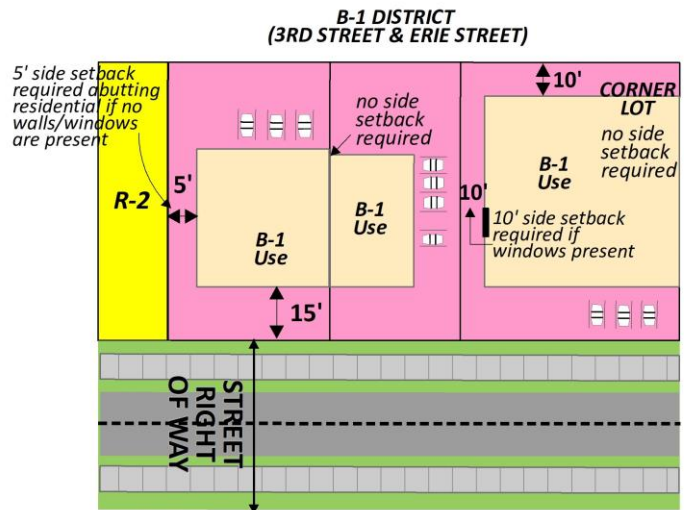 B-1 DISTRICT
(3RD STREET & ERIE STREET)
5' side setback
required abutting
residential if no
walls/windows
are present
R-2
5'
no side
setback
required
B-1
Use
B-1
Use
15'
10'
CORNER
LOT
no side
setback
required
B-1
Use
10'
10' side setback
required if
windows present
STREET
RIGHT
OF WAY